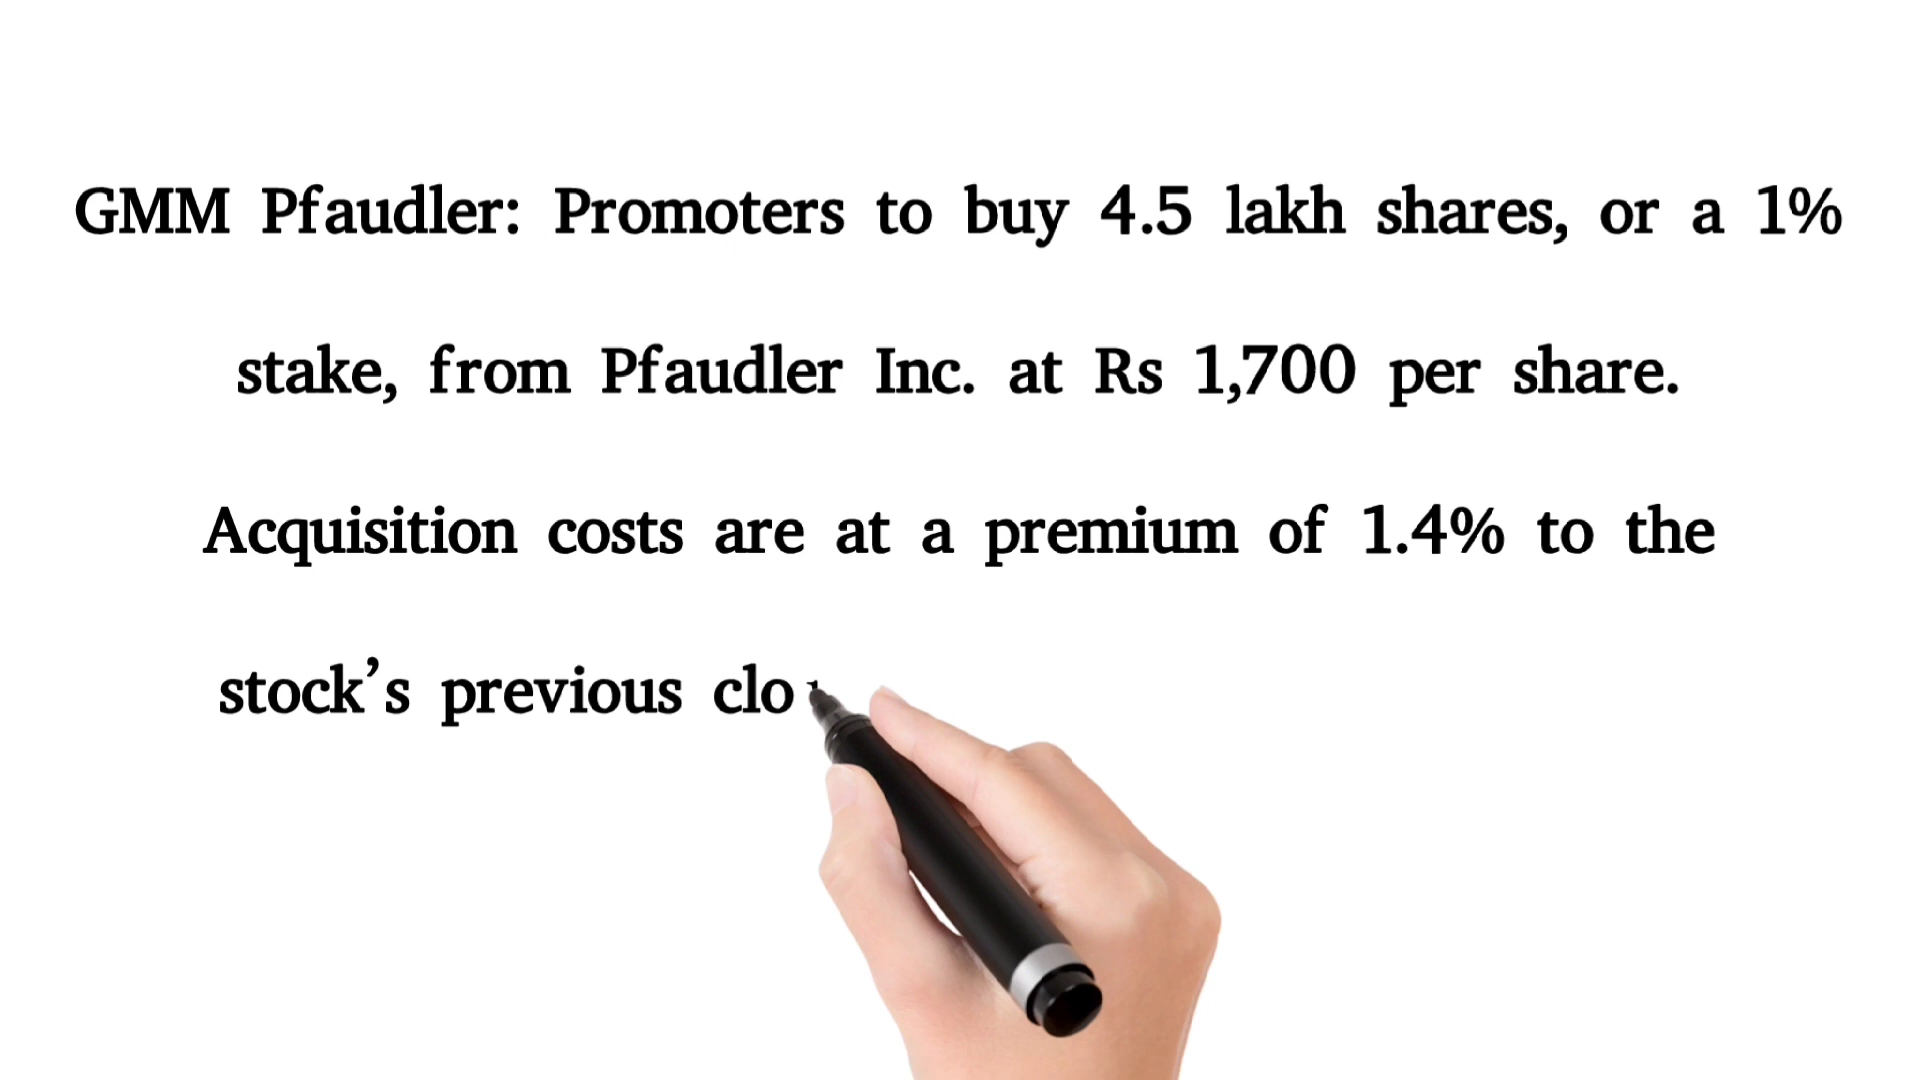 GMM Pfaudler: Promoters to buy 4.5 lakh shares, or a 1%
stake, from Pfaudler Inc. at Rs 1,700 per share.
Acquisition costs are at a premium of 1.4% to the
stock’s previous clo